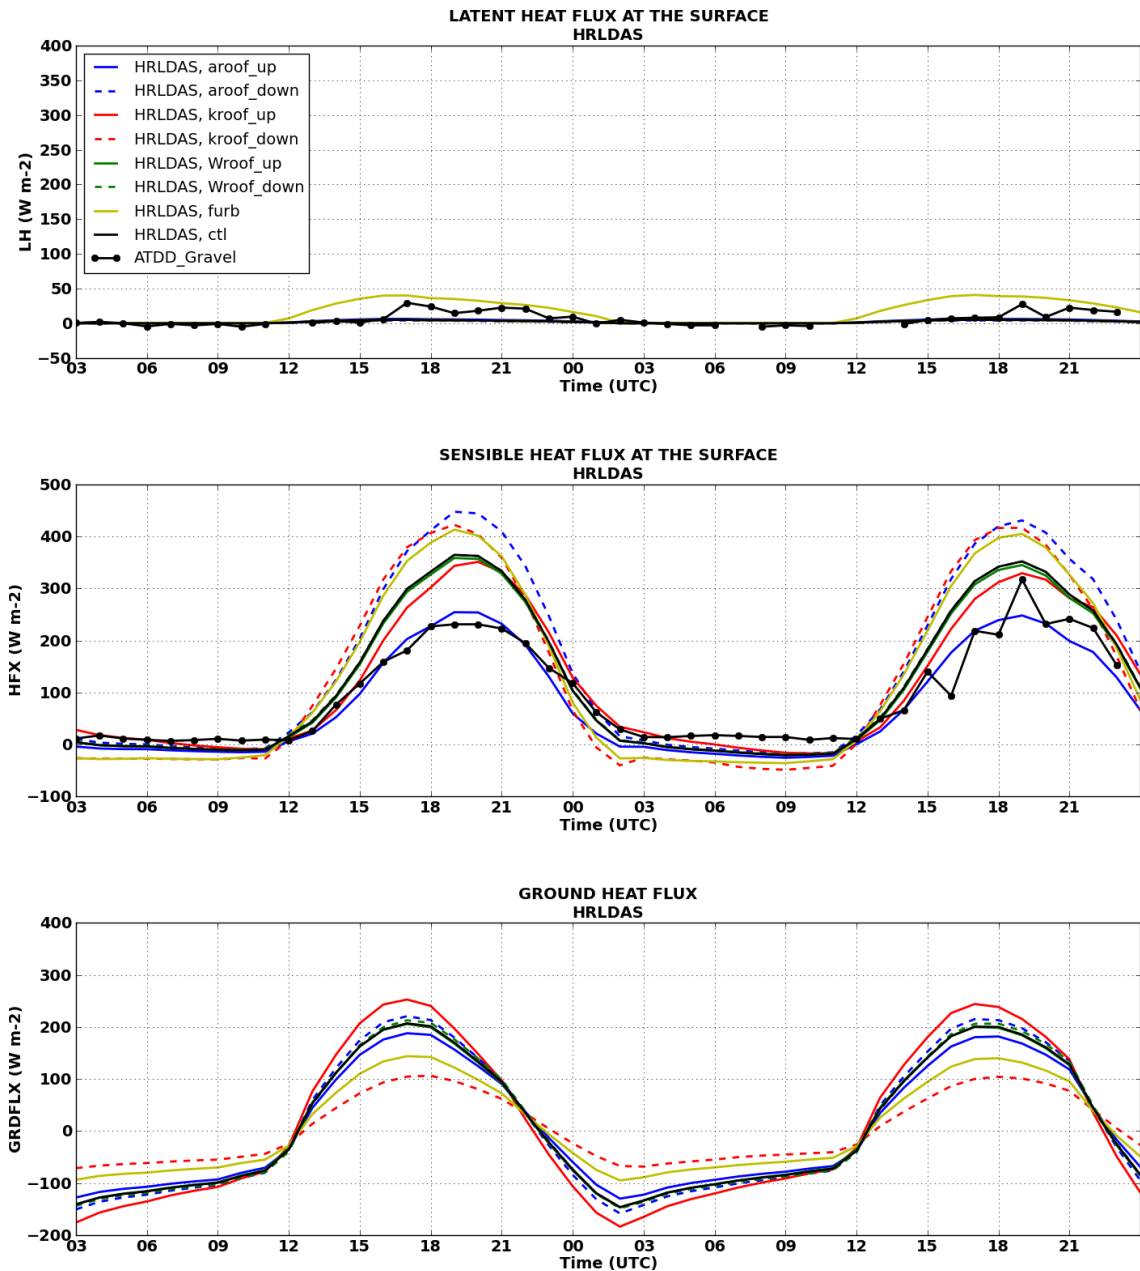 LATENT HEAT FLUX AT THE SURFACE
HRLDAS
400
350
300
250
200
150
100
50
0
−50
LH (W m-2)
HRLDAS, aroof_up
HRLDAS, aroof_down
HRLDAS, kroof_up
HRLDAS, kroof_down
HRLDAS, Wroof_up
HRLDAS, Wroof_down
HRLDAS, furb
HRLDAS, ctl
ATDD_Gravel
03 06 09 12 15 18 21 00 03 06 09 12 15 18 21
Time (UTC)
SENSIBLE HEAT FLUX AT THE SURFACE
HRLDAS
500
400
300
200
100
0
−100
HFX (W m-2)
03 06 09 12 15 18 21 00 03 06 09 12 15 18 21
Time (UTC)
GROUND HEAT FLUX
HRLDAS
400
300
200
100
0
−100
−200
GRDFLX (W m-2)
03 06 09 12 15 18 21 00 03 06 09 12 15 18 21
Time (UTC)